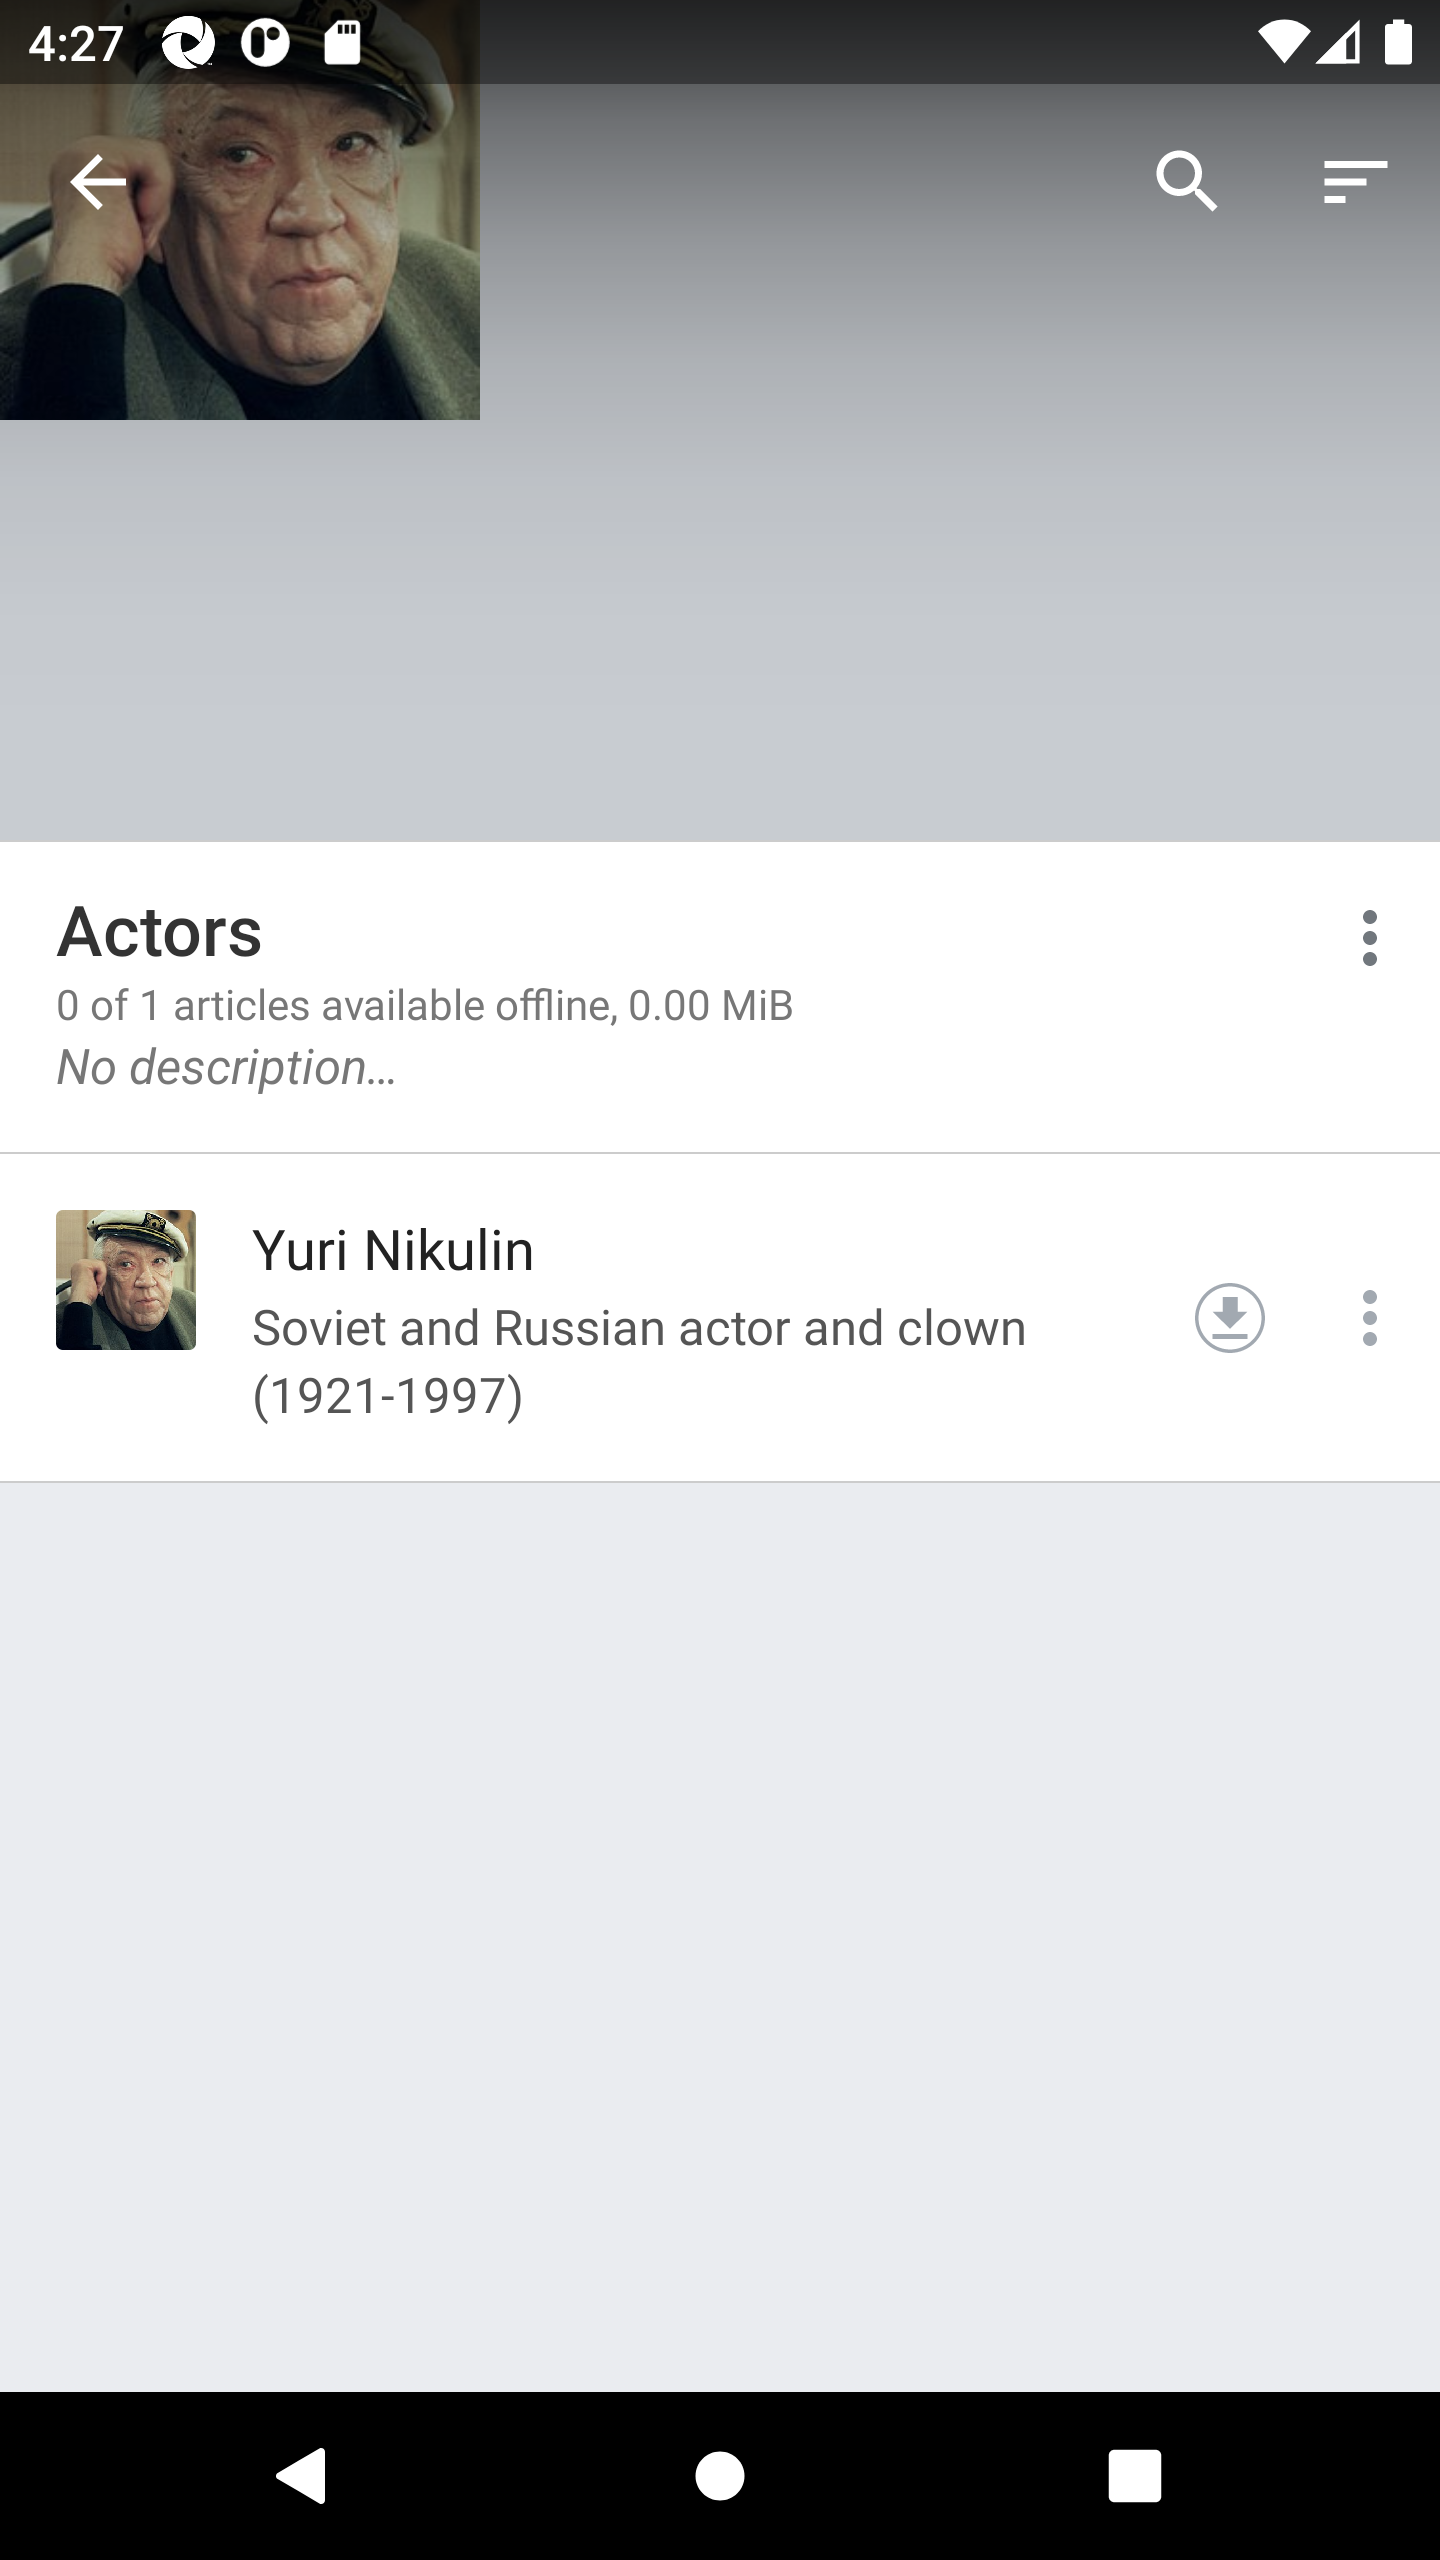 4:27
Actors
0 of 1 articles available offline, 0.00 MiB
No description…
Yuri Nikulin
Soviet and Russian actor and clown
(1921-1997)